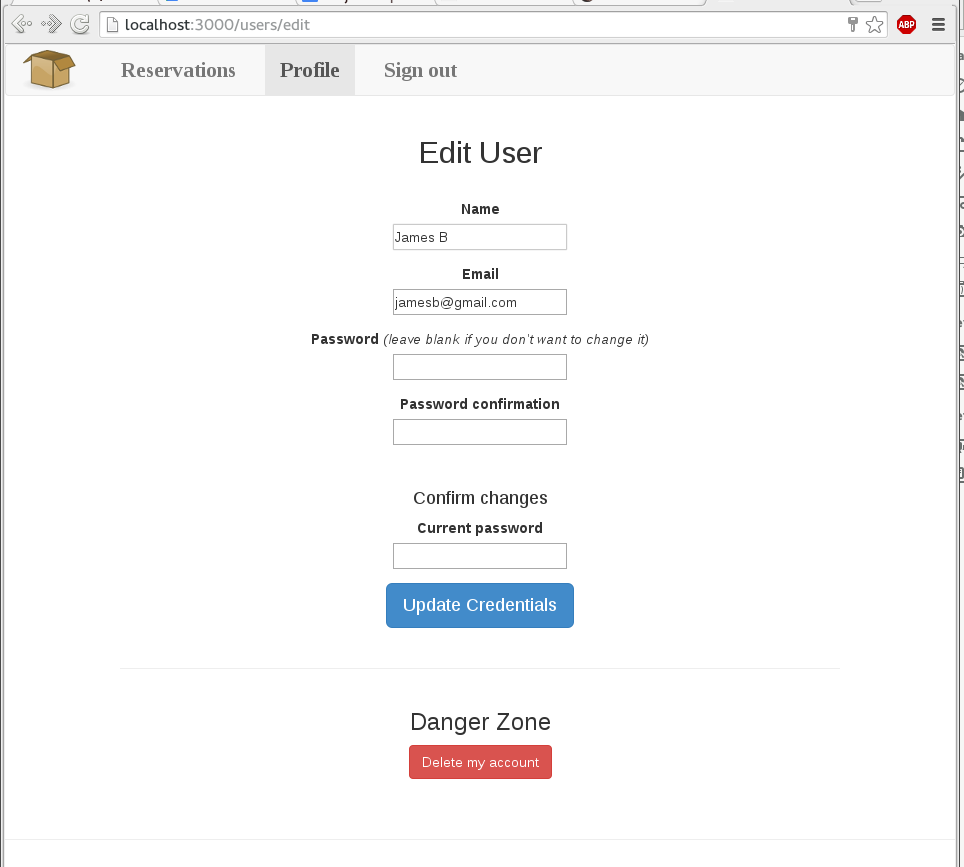 localhost:3000/users/edit
ABP
Reservations Profile Sign out
Edit User
Name
James B
Email
jamesb@gmail.com
Password (leave blank if you don't want to change it)
Password confirmation
Confirm changes
Current password
Update Credentials
Danger Zone
Delete my account